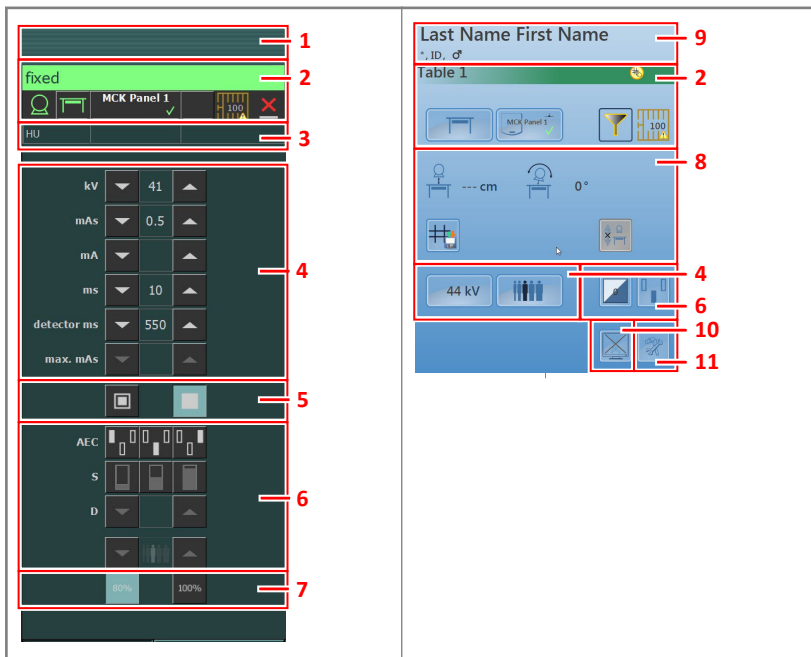 1
fixed
2
MCK Panel 1
100
HU
3
kV 41
mAs 0.5
mA
4
ms 10
detector ms 550
max. mAs
5
AEC
S
6
D
80% 100%
7
Last Name First Name
9
*, ID, ♂
Table 1
2
MCK Panel 1
100
8
--- cm 0°
4
44 kV
0
6
10
11